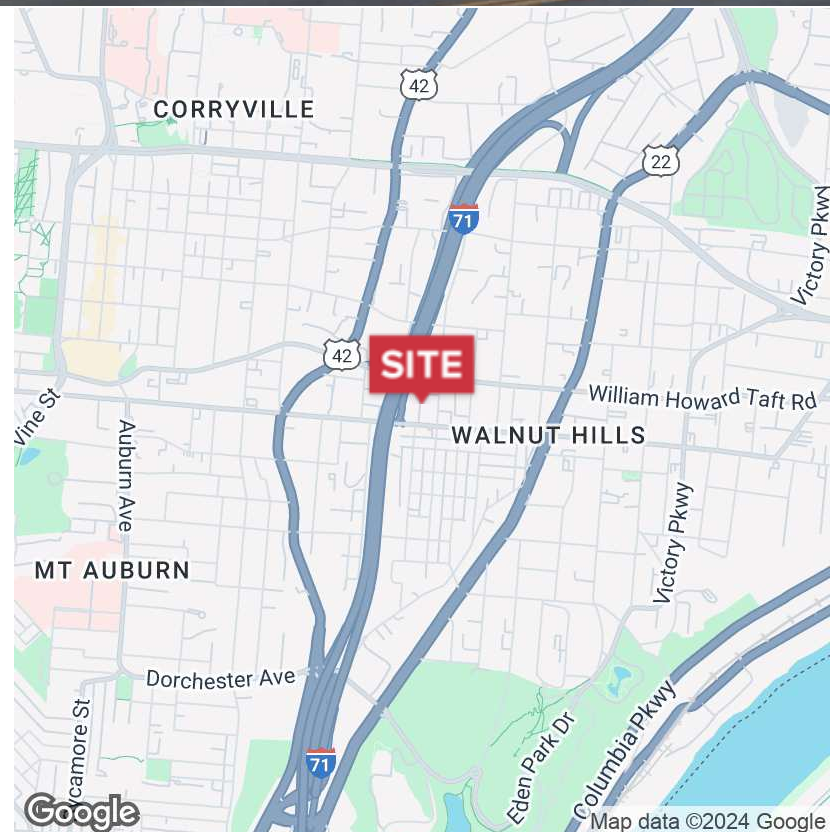 42
CORRYVILLE
22
71
Victory Pkwy
42
SITE
William Howard Taft Rd
Vine St
Auburn Ave
WALNUT HILLS
Victory Pkwy
MT AUBURN
Dorchester Ave
Sycamore St
Columbia Pkwy
Eden Park Dr
71
Google
Map data ©2024 Google